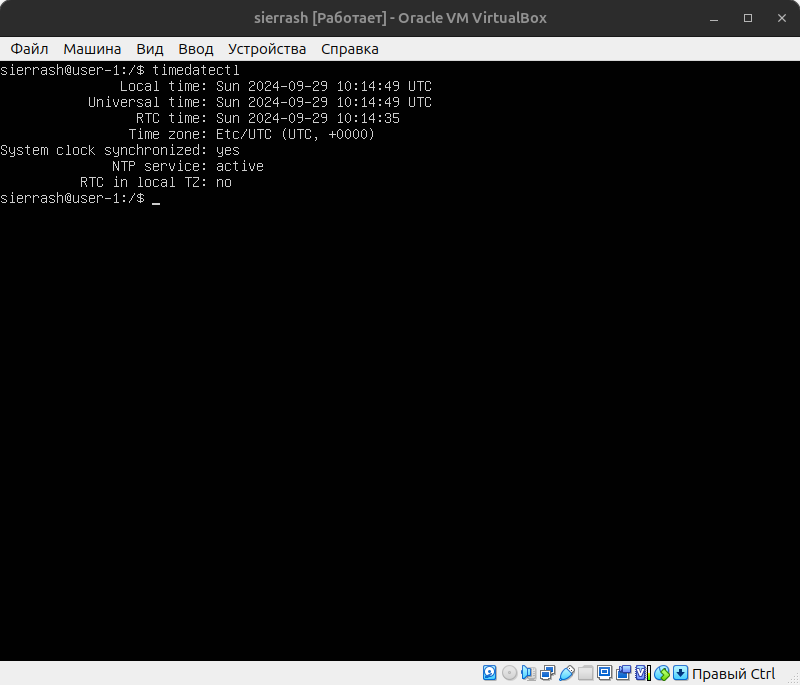 sierrash [Работает] - Oracle VM VirtualBox
Файл Машина Вид Ввод Устройства Справка
sierrash@user-1:/$ timedatectl
Local time: Sun 2024-09-29 10:14:49 UTC
Universal time: Sun 2024-09-29 10:14:49 UTC
RTC time: Sun 2024-09-29 10:14:35
Time zone: Etc/UTC (UTC, +0000)
System clock synchronized: yes
NTP service: active
RTC in local TZ: no
sierrash@user-1:/$ _
Правый Ctrl